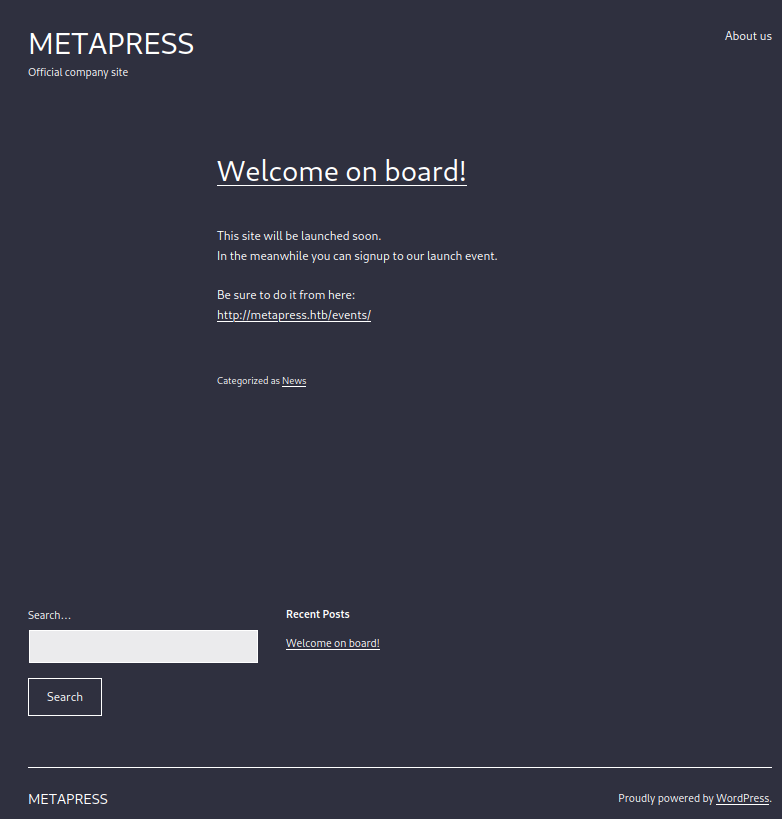 METAPRESS
Official company site
About us
Welcome on board!
This site will be launched soon.
In the meanwhile you can signup to our launch event.
Be sure to do it from here:
http://metapress.htb/events/
Categorized as News
Search…
Search
Recent Posts
Welcome on board!
METAPRESS
Proudly powered by WordPress.